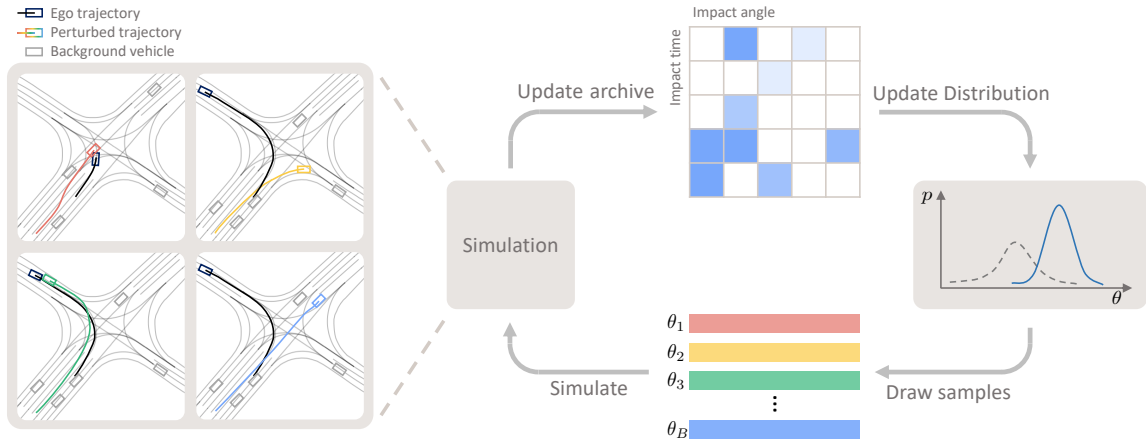 Ego trajectory
Perturbed trajectory
Background vehicle
Impact angle
Impact time
Update archive
Update Distribution
Simulation
p
θ
θ1
θ2
θ3
⋮
θB
Simulate
Draw samples